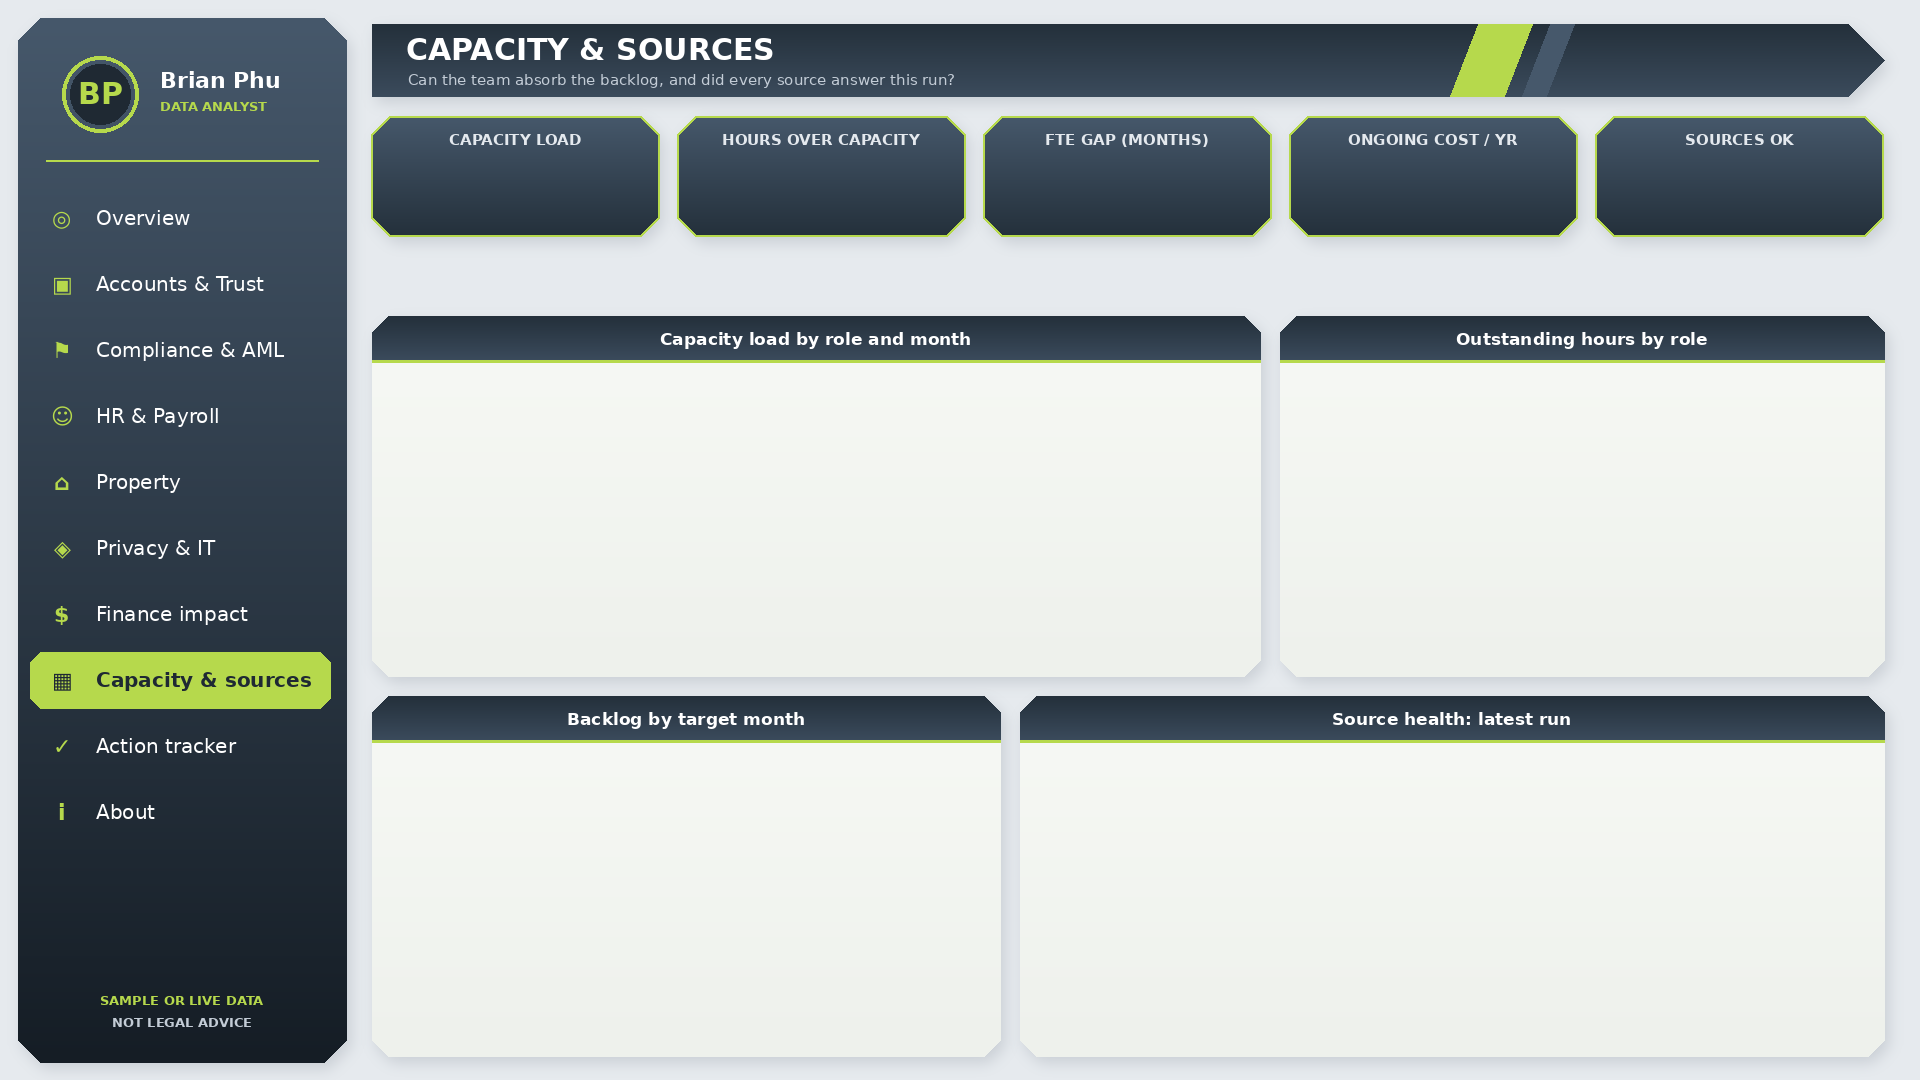 BP
Brian Phu
DATA ANALYST
Overview
Accounts & Trust
Compliance & AML
HR & Payroll
Property
Privacy & IT
$ Finance impact
Capacity & sources
✓ Action tracker
i About
SAMPLE OR LIVE DATA
NOT LEGAL ADVICE
CAPACITY & SOURCES
Can the team absorb the backlog, and did every source answer this run?
CAPACITY LOAD
HOURS OVER CAPACITY
FTE GAP (MONTHS)
ONGOING COST / YR
SOURCES OK
Capacity load by role and month
Outstanding hours by role
Backlog by target month
Source health: latest run